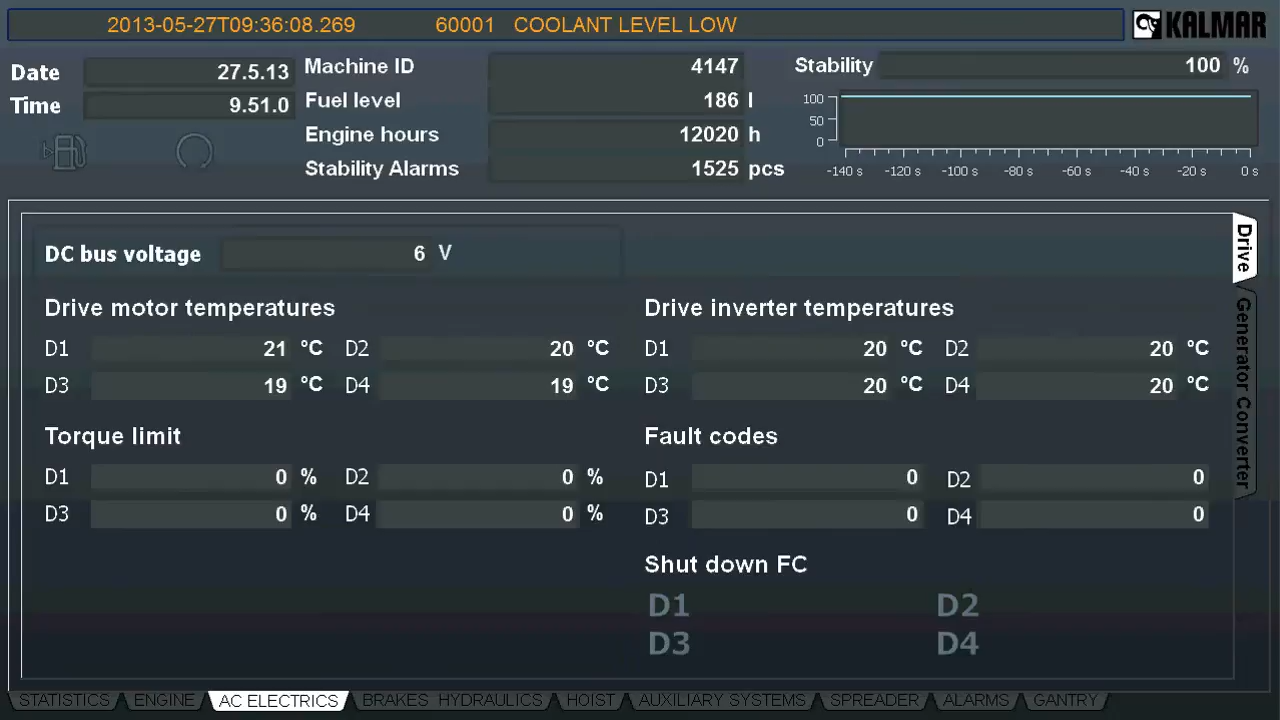 2013-05-27T09:36:08.269 60001 COOLANT LEVEL LOW KALMAR
Date 27.5.13 Machine ID 4147 Stability 100 %
Time 9.51.0 Fuel level 186 l
Engine hours 12020 h
Stability Alarms 1525 pcs
100
50
0
-140 s -120 s -100 s -80 s -60 s -40 s -20 s 0 s
DC bus voltage 6 V
Drive
Generator Converter
Drive motor temperatures Drive inverter temperatures
D1 21 °C D2 20 °C D1 20 °C D2 20 °C
D3 19 °C D4 19 °C D3 20 °C D4 20 °C
Torque limit Fault codes
D1 0 % D2 0 % D1 0 D2 0
D3 0 % D4 0 % D3 0 D4 0
Shut down FC
D1 D2
D3 D4
STATISTICS ENGINE AC ELECTRICS BRAKES HYDRAULICS HOIST AUXILIARY SYSTEMS SPREADER ALARMS GANTRY